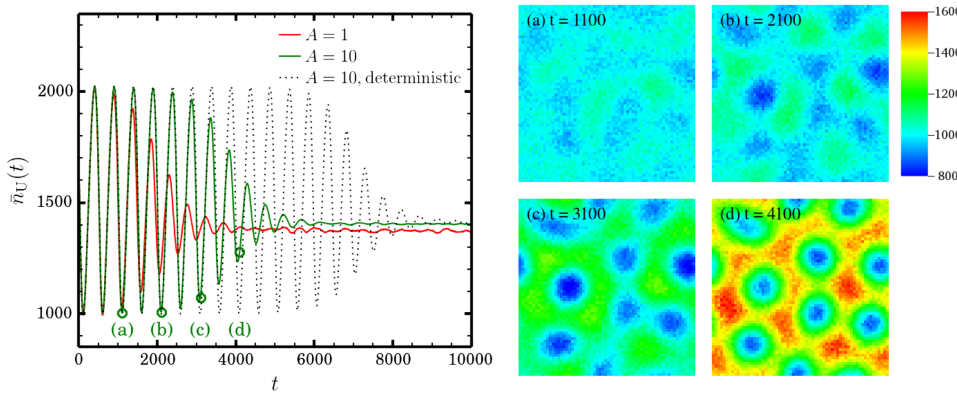 A = 1
A = 10
A = 10, deterministic
2000
1500
1000
n̄_U(t)
(a) (b) (c) (d)
0 2000 4000 6000 8000 10000
t
(a) t = 1100
(b) t = 2100
(c) t = 3100
(d) t = 4100
1600
1400
1200
1000
800